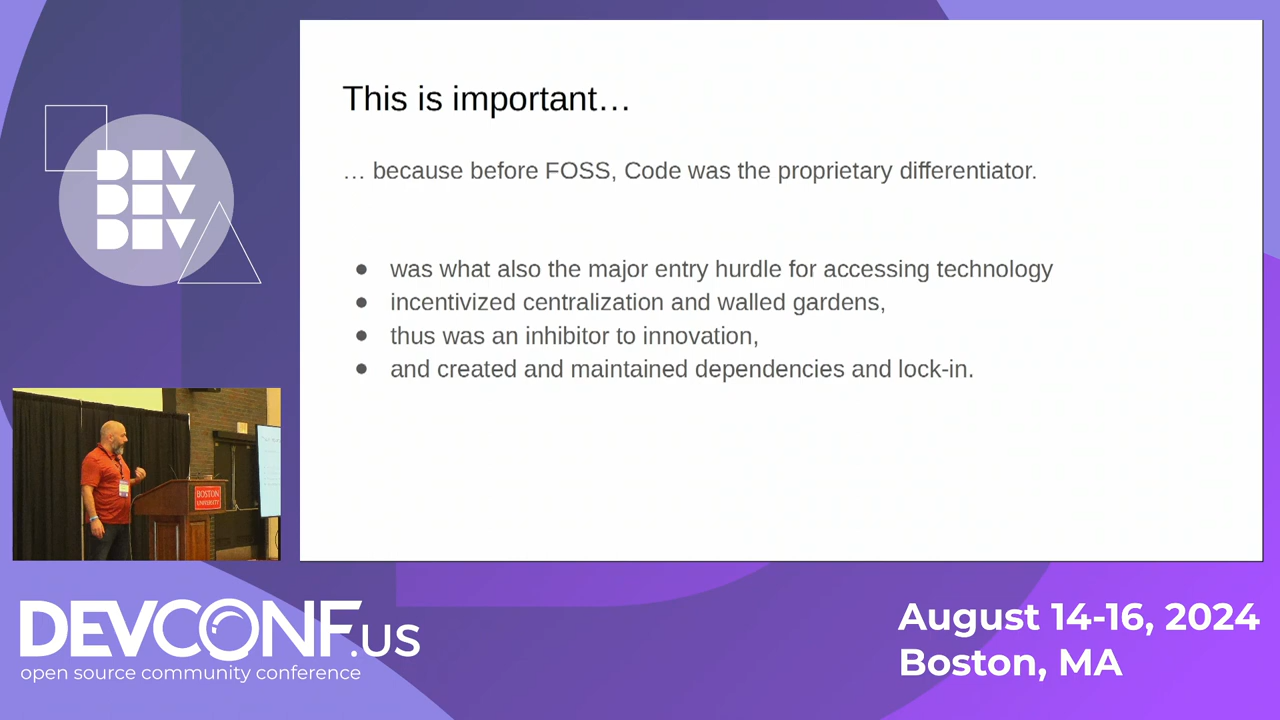 This is important…
… because before FOSS, Code was the proprietary differentiator.
● was what also the major entry hurdle for accessing technology
● incentivized centralization and walled gardens,
● thus was an inhibitor to innovation,
● and created and maintained dependencies and lock-in.
DEV
DEV
DEV
BOSTON
UNIVERSITY
DEVCONF.US
open source community conference
August 14-16, 2024
Boston, MA